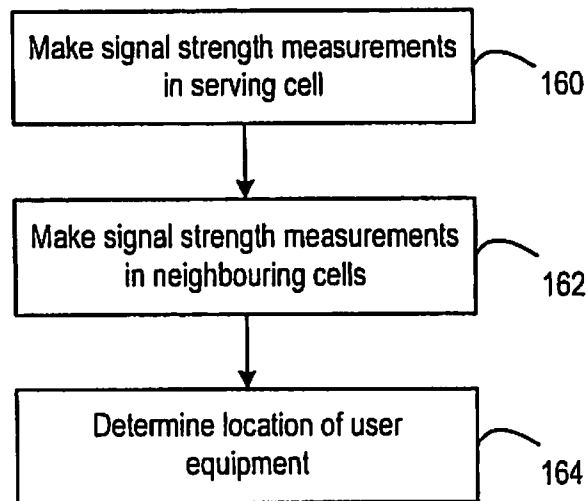 Make signal strength measurements
in serving cell
160
Make signal strength measurements
in neighbouring cells
162
Determine location of user
equipment
164